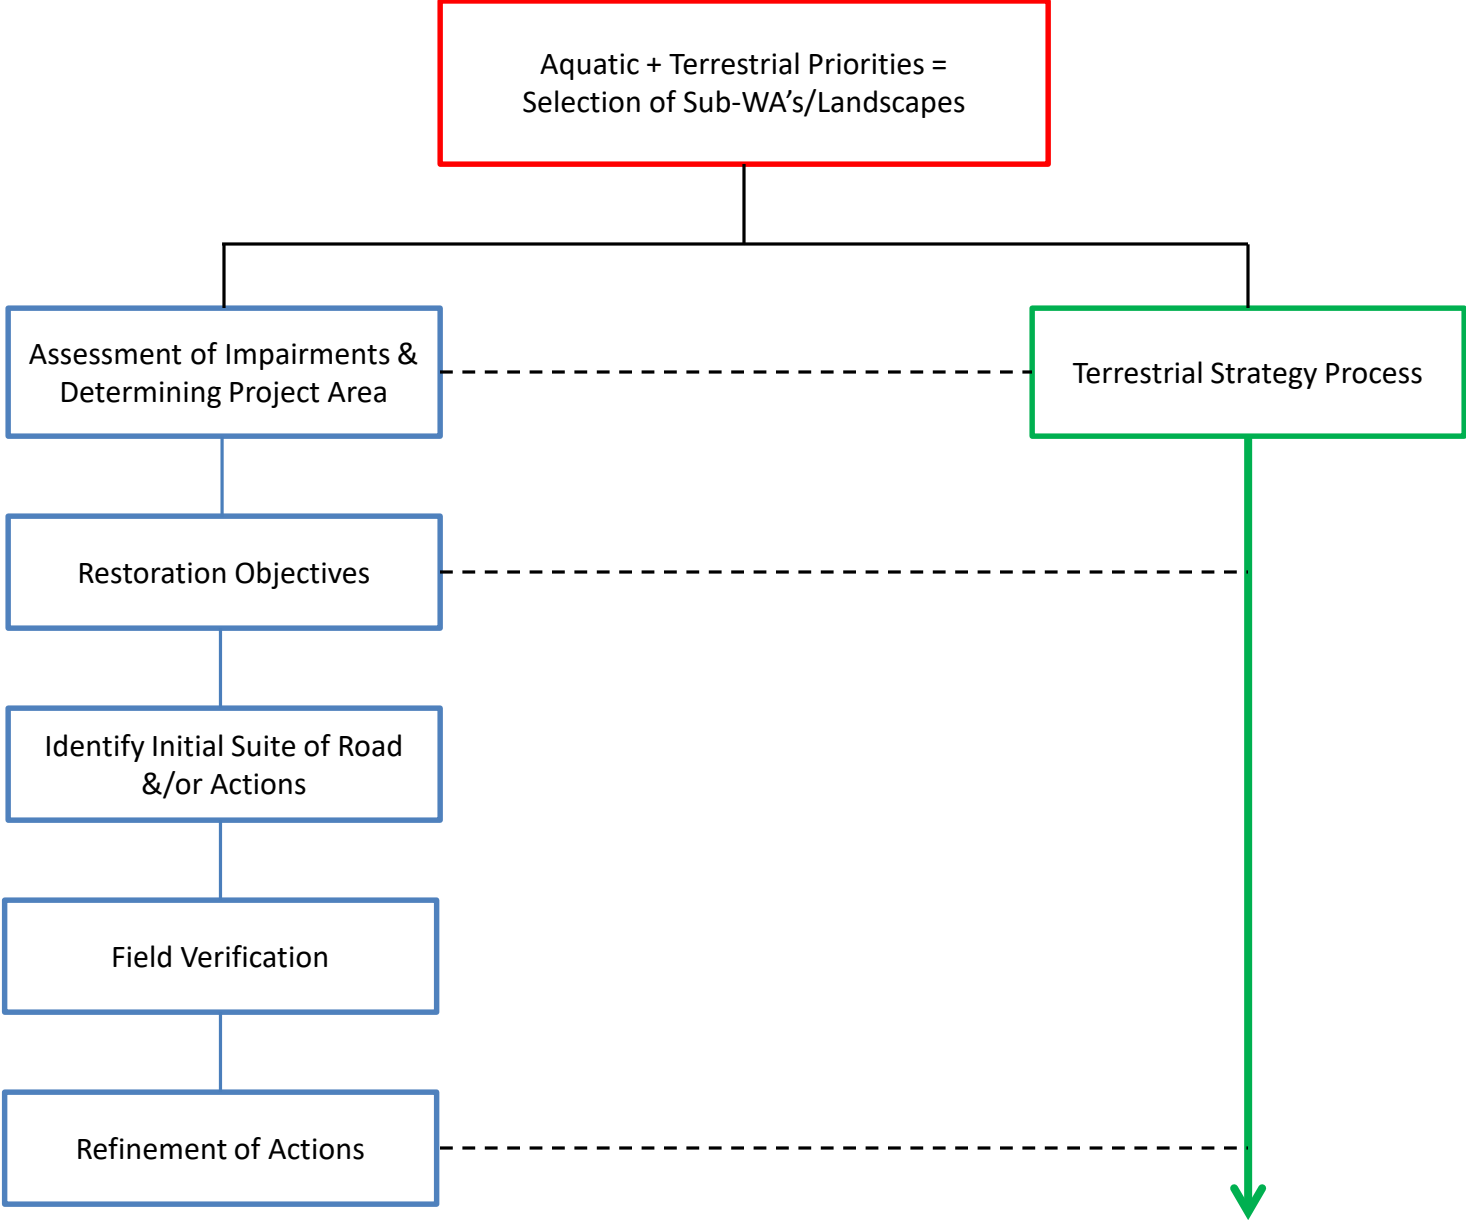 Aquatic + Terrestrial Priorities =
Selection of Sub-WA’s/Landscapes
Assessment of Impairments &
Determining Project Area
Terrestrial Strategy Process
Restoration Objectives
Identify Initial Suite of Road
&/or Actions
Field Verification
Refinement of Actions